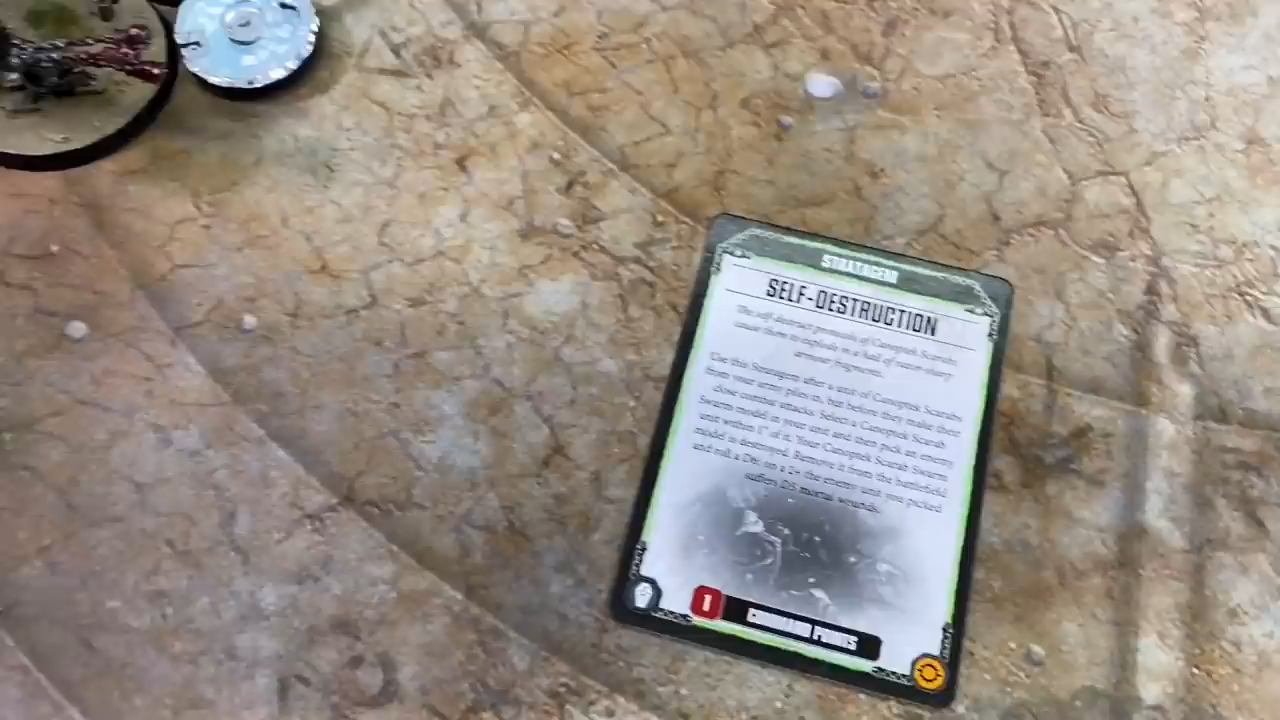 STRATAGEM
SELF-DESTRUCTION
The self-destruct protocols of Canoptek Scarabs
cause them to explode in a hail of razor-sharp
armour fragments.
Use this Stratagem after a unit of Canoptek Scarabs
from your army piles in, but before they make their
close combat attacks. Select a Canoptek Scarab
Swarm model in your unit and then pick an enemy
unit within 1" of it. Your Canoptek Scarab Swarm
model is destroyed. Remove it from the battlefield
and roll a D6; on a 2+ the enemy unit you picked
suffers D3 mortal wounds.
1
COMMAND POINTS